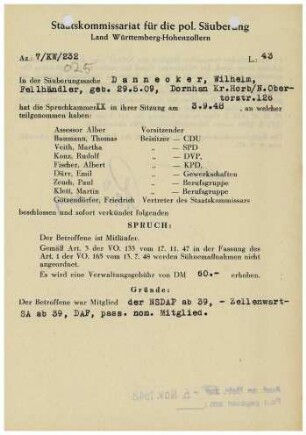 Staatskommissariat für die pol. Säuberung
Land Württemberg-Hohenzollern
Az.: 7/KW/232 L.: 43
025
In der Säuberungssache Dannecker, Wilhelm,
Fellhändler, geb. 29.5.09, Dornhan Kr.Horb/N.Ober-
torstr.126
hat die Spruchkammer IX in ihrer Sitzung am 3.9.48, an welcher
teilgenommen haben:
Assessor Alber Vorsitzender
Baumann, Thomas Beisitzer — CDU
Veith, Martha „ — SPD
Konz, Rudolf „ — DVP,
Fischer, Albert „ — KPD,
Dürr, Emil „ — Gewerkschaften
Zeuch, Paul „ — Berufsgruppe
Klett, Martin „ — Berufsgruppe
Götzendörfer, Friedrich Vertreter des Staatskommissars
beschlossen und sofort verkündet folgenden
SPRUCH:
Der Betroffene ist Mitläufer.
Gemäß Art. 3 der VO. 133 vom 17. 11. 47 in der Fassung des
Art. 1 der VO. 165 vom 13. 7. 48 werden Sühnemaßnahmen nicht
angeordnet.
Es wird eine Verwaltungsgebühr von DM 60.- erhoben.
Gründe:
Der Betroffene war Mitglied der NSDAP ab 39, - Zellenwart-
SA ab 39, DAF, pass. nom. Mitglied.